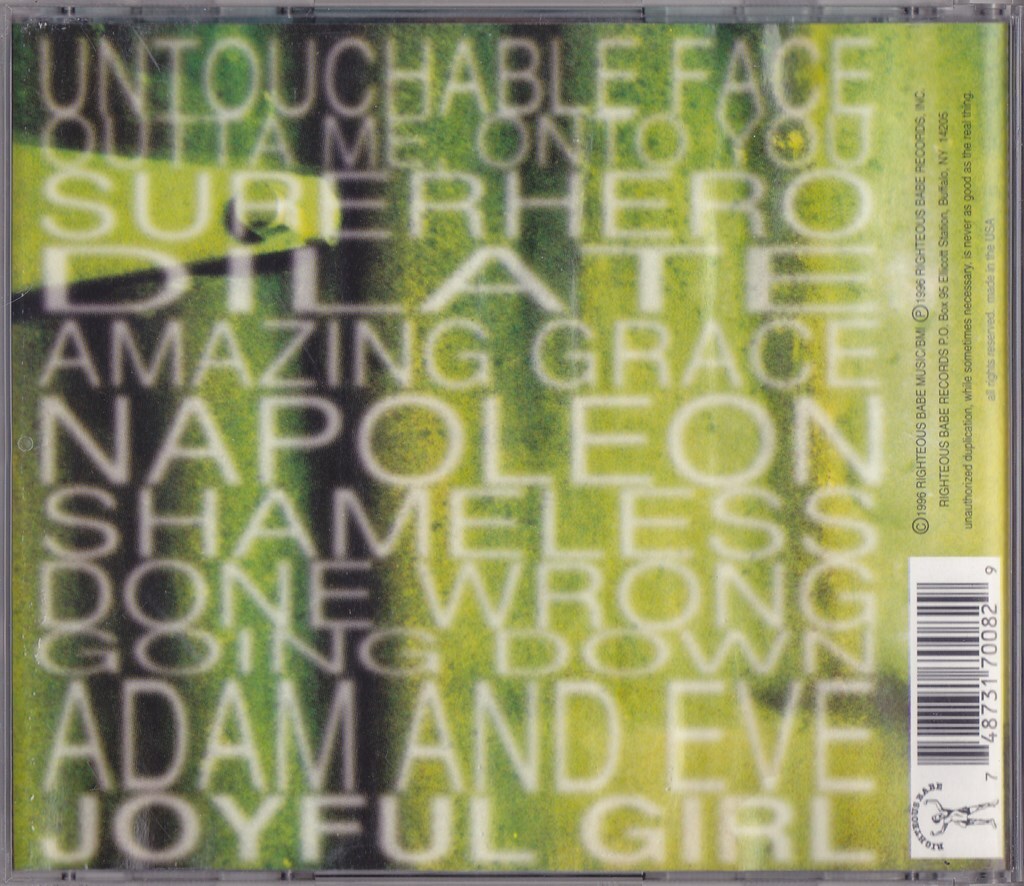 UNTOUCHABLE FACE
OUTTA ME, ONTO YOU
SUPERHERO
DILATE
AMAZING GRACE
NAPOLEON
SHAMELESS
DONE WRONG
GOING DOWN
ADAM AND EVE
JOYFUL GIRL
Ⓒ1996 RIGHTEOUS BABE MUSIC/BMI Ⓟ1996 RIGHTEOUS BABE RECORDS, INC.
RIGHTEOUS BABE RECORDS P.O. Box 95 Ellicott Station, Buffalo, NY 14205
unauthorized duplication, while sometimes necessary, is never as good as the real thing.
all rights reserved. made in the USA
7 48731 70082 9
RIGHTEOUS BABE